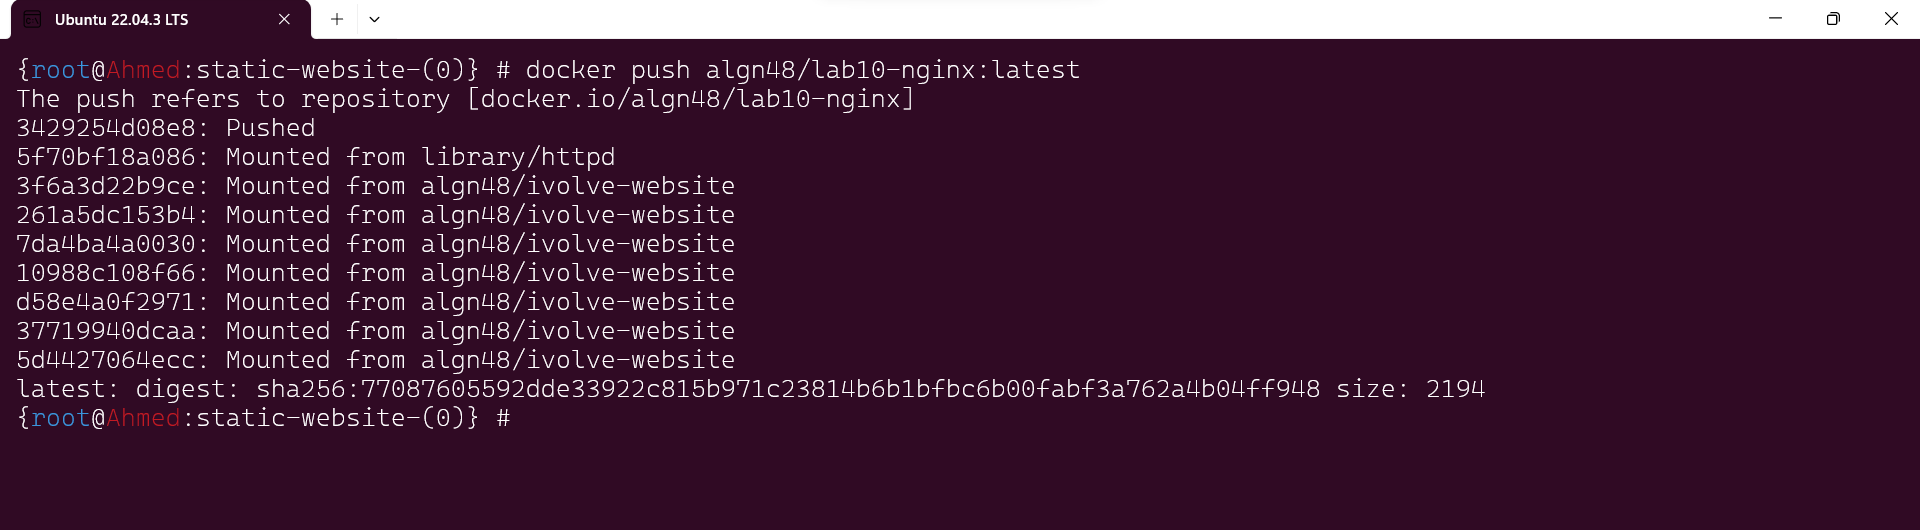 Ubuntu 22.04.3 LTS
{root@Ahmed:static-website-(0)} # docker push algn48/lab10-nginx:latest
The push refers to repository [docker.io/algn48/lab10-nginx]
3429254d08e8: Pushed
5f70bf18a086: Mounted from library/httpd
3f6a3d22b9ce: Mounted from algn48/ivolve-website
261a5dc153b4: Mounted from algn48/ivolve-website
7da4ba4a0030: Mounted from algn48/ivolve-website
10988c108f66: Mounted from algn48/ivolve-website
d58e4a0f2971: Mounted from algn48/ivolve-website
37719940dcaa: Mounted from algn48/ivolve-website
5d4427064ecc: Mounted from algn48/ivolve-website
latest: digest: sha256:77087605592dde33922c815b971c23814b6b1bfbc6b00fabf3a762a4b04ff948 size: 2194
{root@Ahmed:static-website-(0)} #